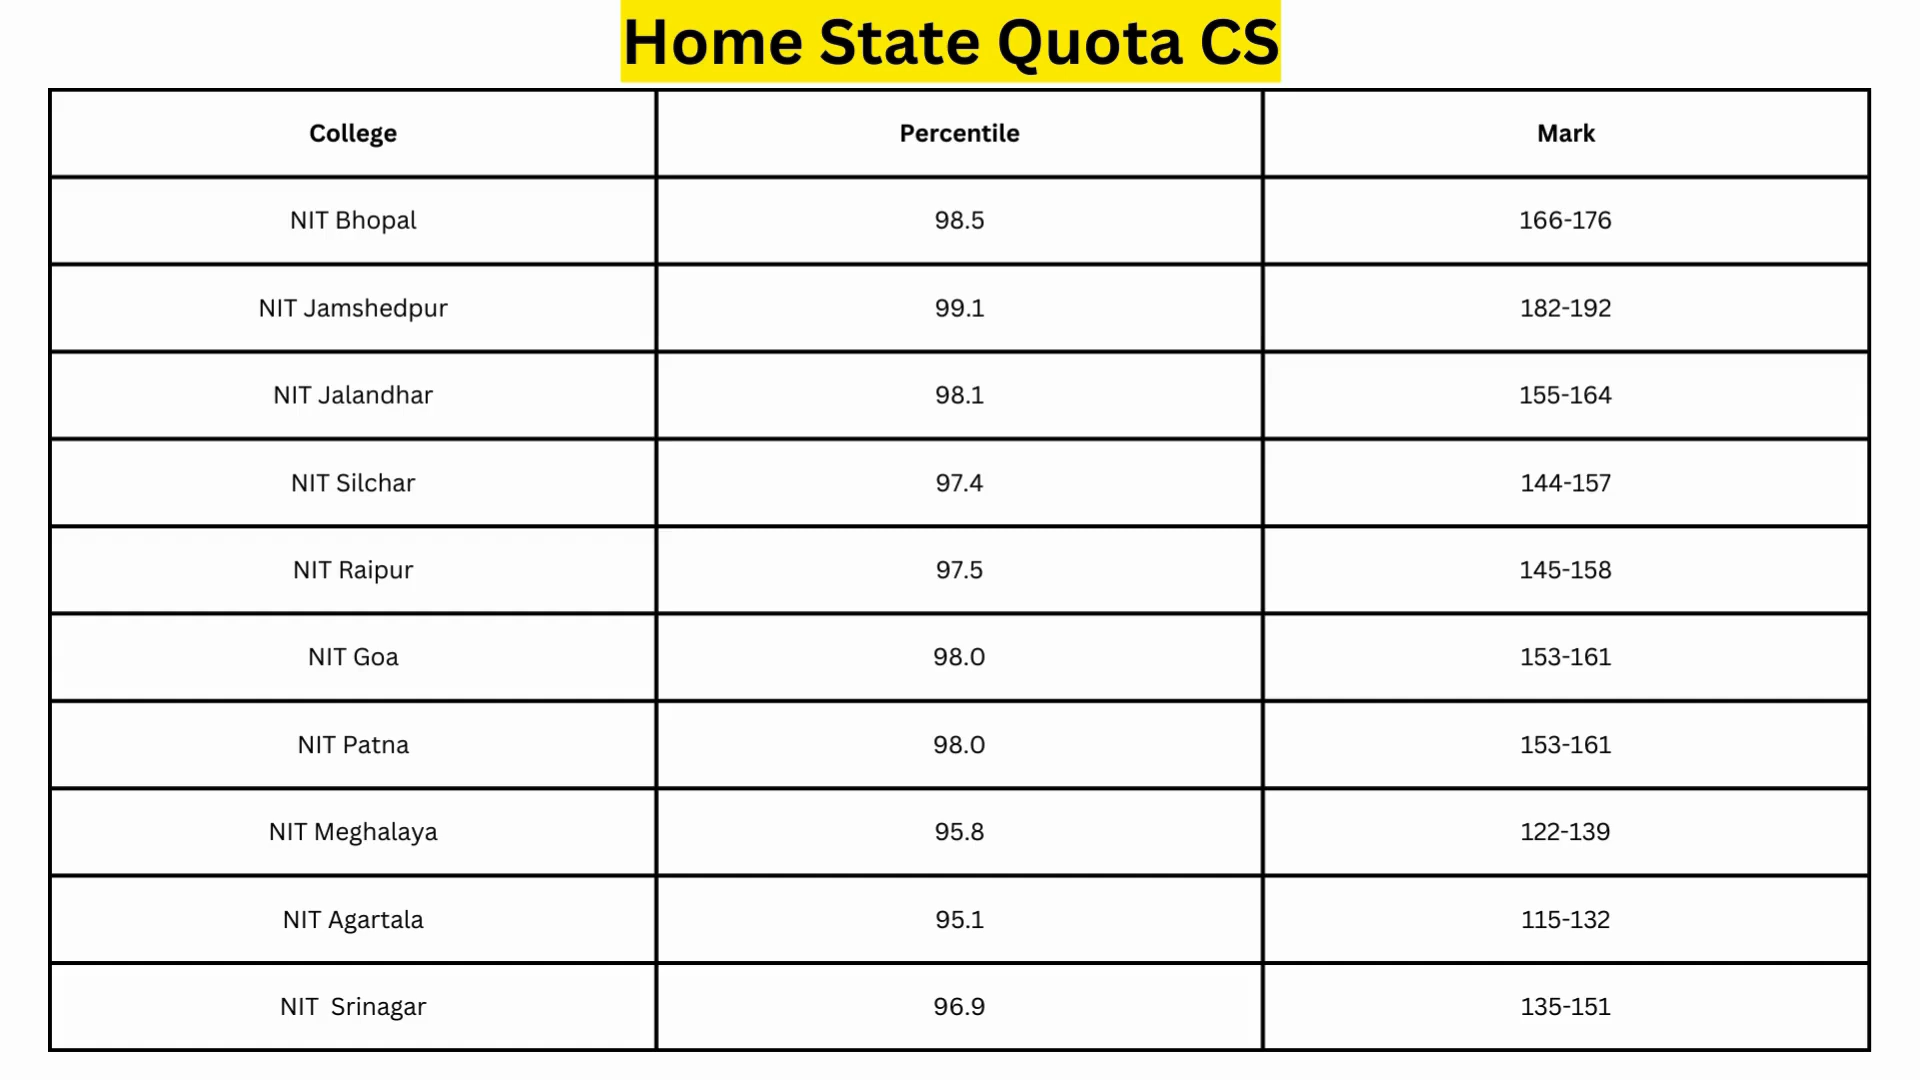 Home State Quota CS
College Percentile Mark
NIT Bhopal 98.5 166-176
NIT Jamshedpur 99.1 182-192
NIT Jalandhar 98.1 155-164
NIT Silchar 97.4 144-157
NIT Raipur 97.5 145-158
NIT Goa 98.0 153-161
NIT Patna 98.0 153-161
NIT Meghalaya 95.8 122-139
NIT Agartala 95.1 115-132
NIT Srinagar 96.9 135-151